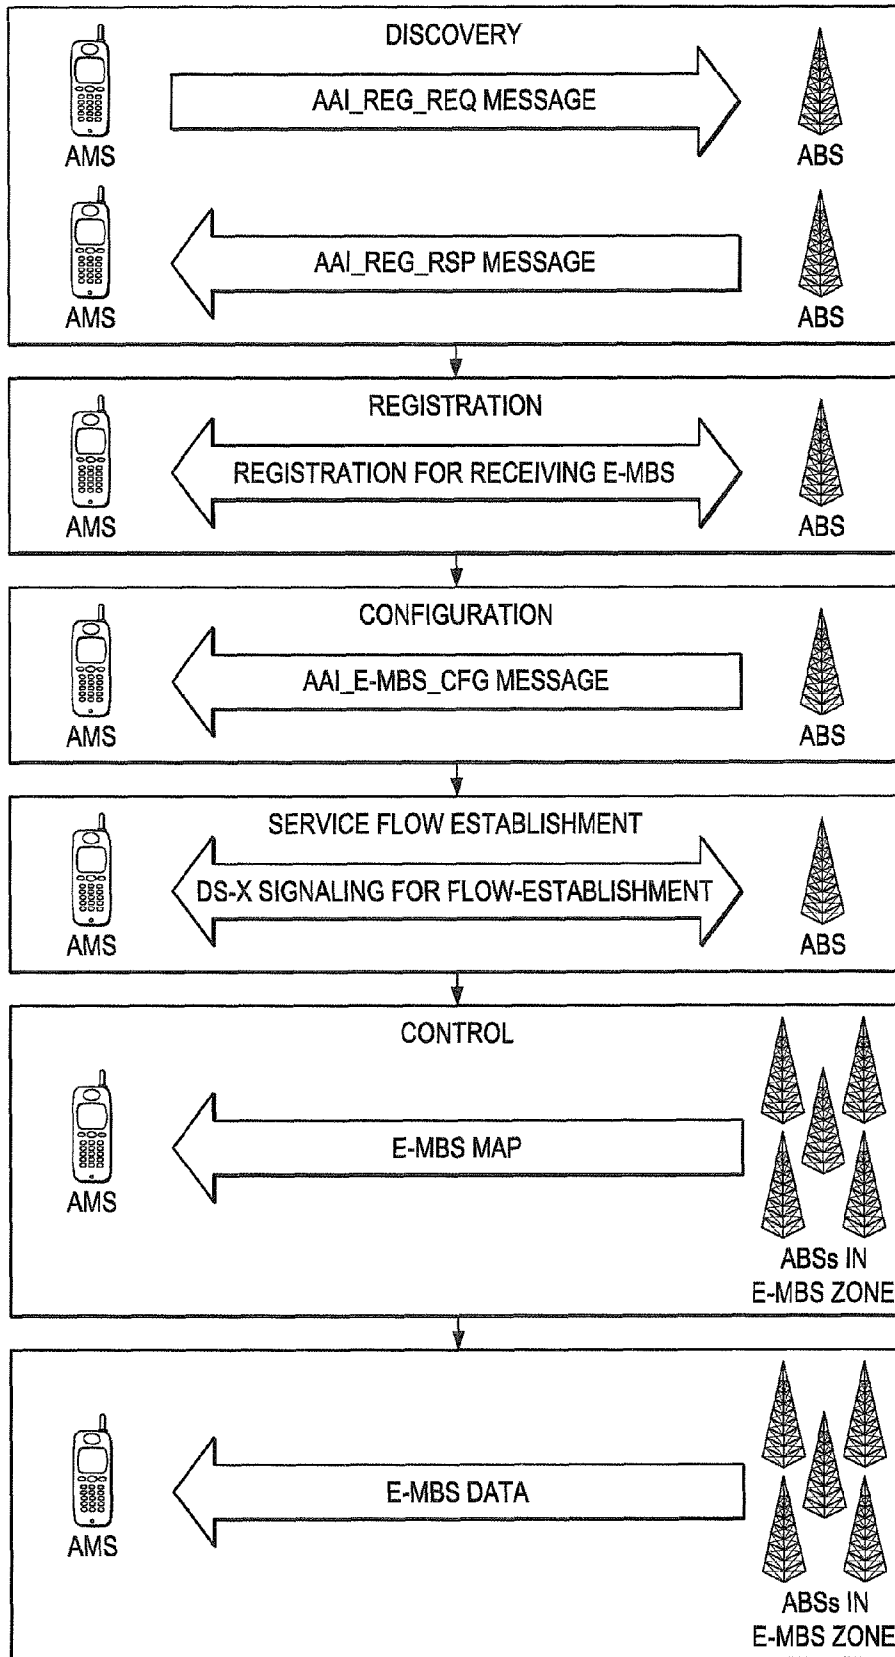 DISCOVERY
AAI_REG_REQ MESSAGE
AMS
ABS
AAI_REG_RSP MESSAGE
AMS
ABS
REGISTRATION
REGISTRATION FOR RECEIVING E-MBS
AMS
ABS
CONFIGURATION
AAI_E-MBS_CFG MESSAGE
AMS
ABS
SERVICE FLOW ESTABLISHMENT
DS-X SIGNALING FOR FLOW-ESTABLISHMENT
AMS
ABS
CONTROL
E-MBS MAP
AMS
ABSs IN
E-MBS ZONE
E-MBS DATA
AMS
ABSs IN
E-MBS ZONE